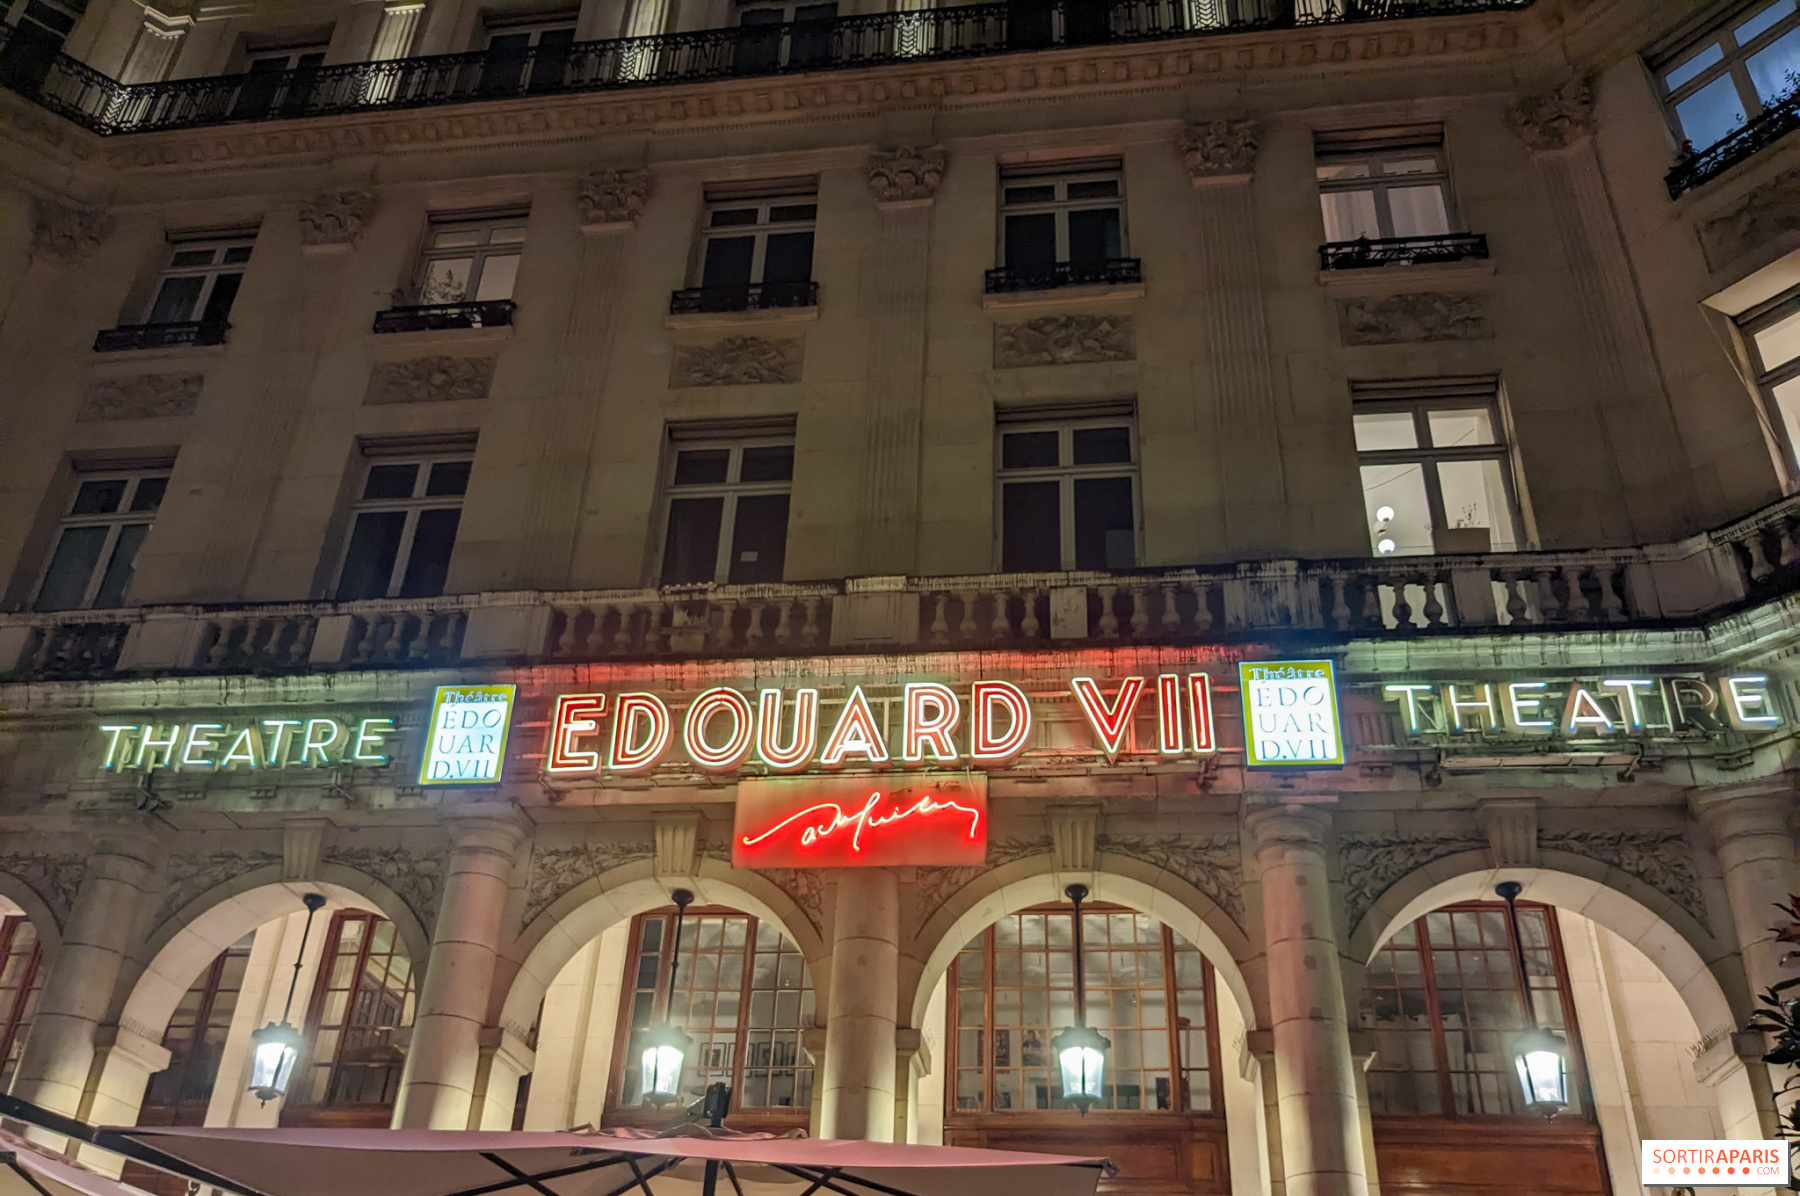 THEATRE
Théâtre
EDO
UAR
D.VII
EDOUARD VII
Théâtre
EDO
UAR
D.VII
THEATRE
SORTIRAPARIS
.COM